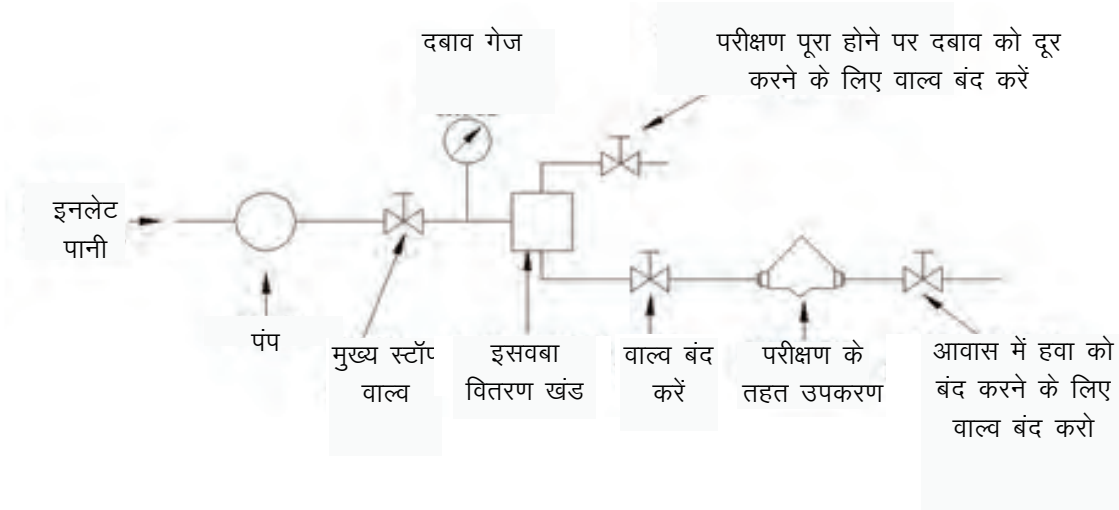 दबाव गेज
परीक्षण पूरा होने पर दबाव को दूर
करने के लिए वाल्व बंद करें
इनलेट
पानी
पंप
मुख्य स्टॉप
वाल्व
इसवबा
वितरण खंड
वाल्व बंद
करें
परीक्षण के
तहत उपकरण
आवास में हवा को
बंद करने के लिए
वाल्व बंद करो